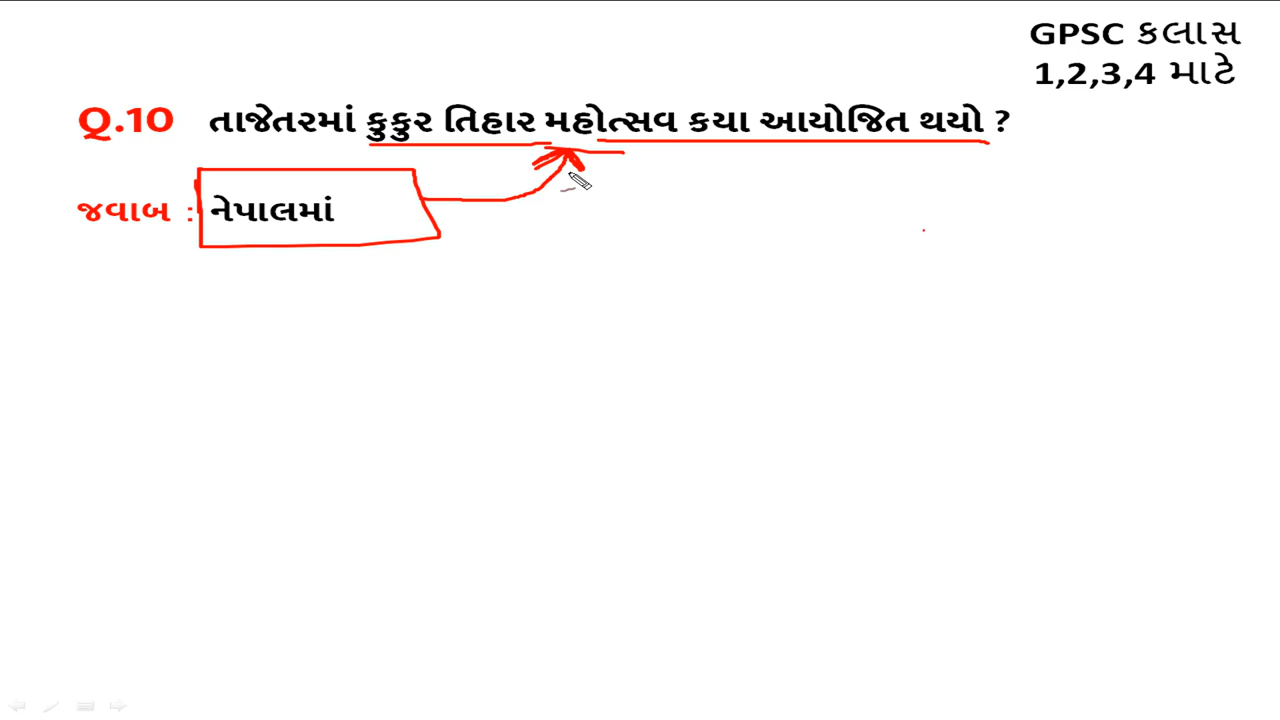 GPSC કલાસ
1,2,3,4 માટે
Q.10 તાજેતરમાં કુકુર તિહાર મહોત્સવ કયા આયોજિત થયો ?
જવાબ : નેપાલમાં